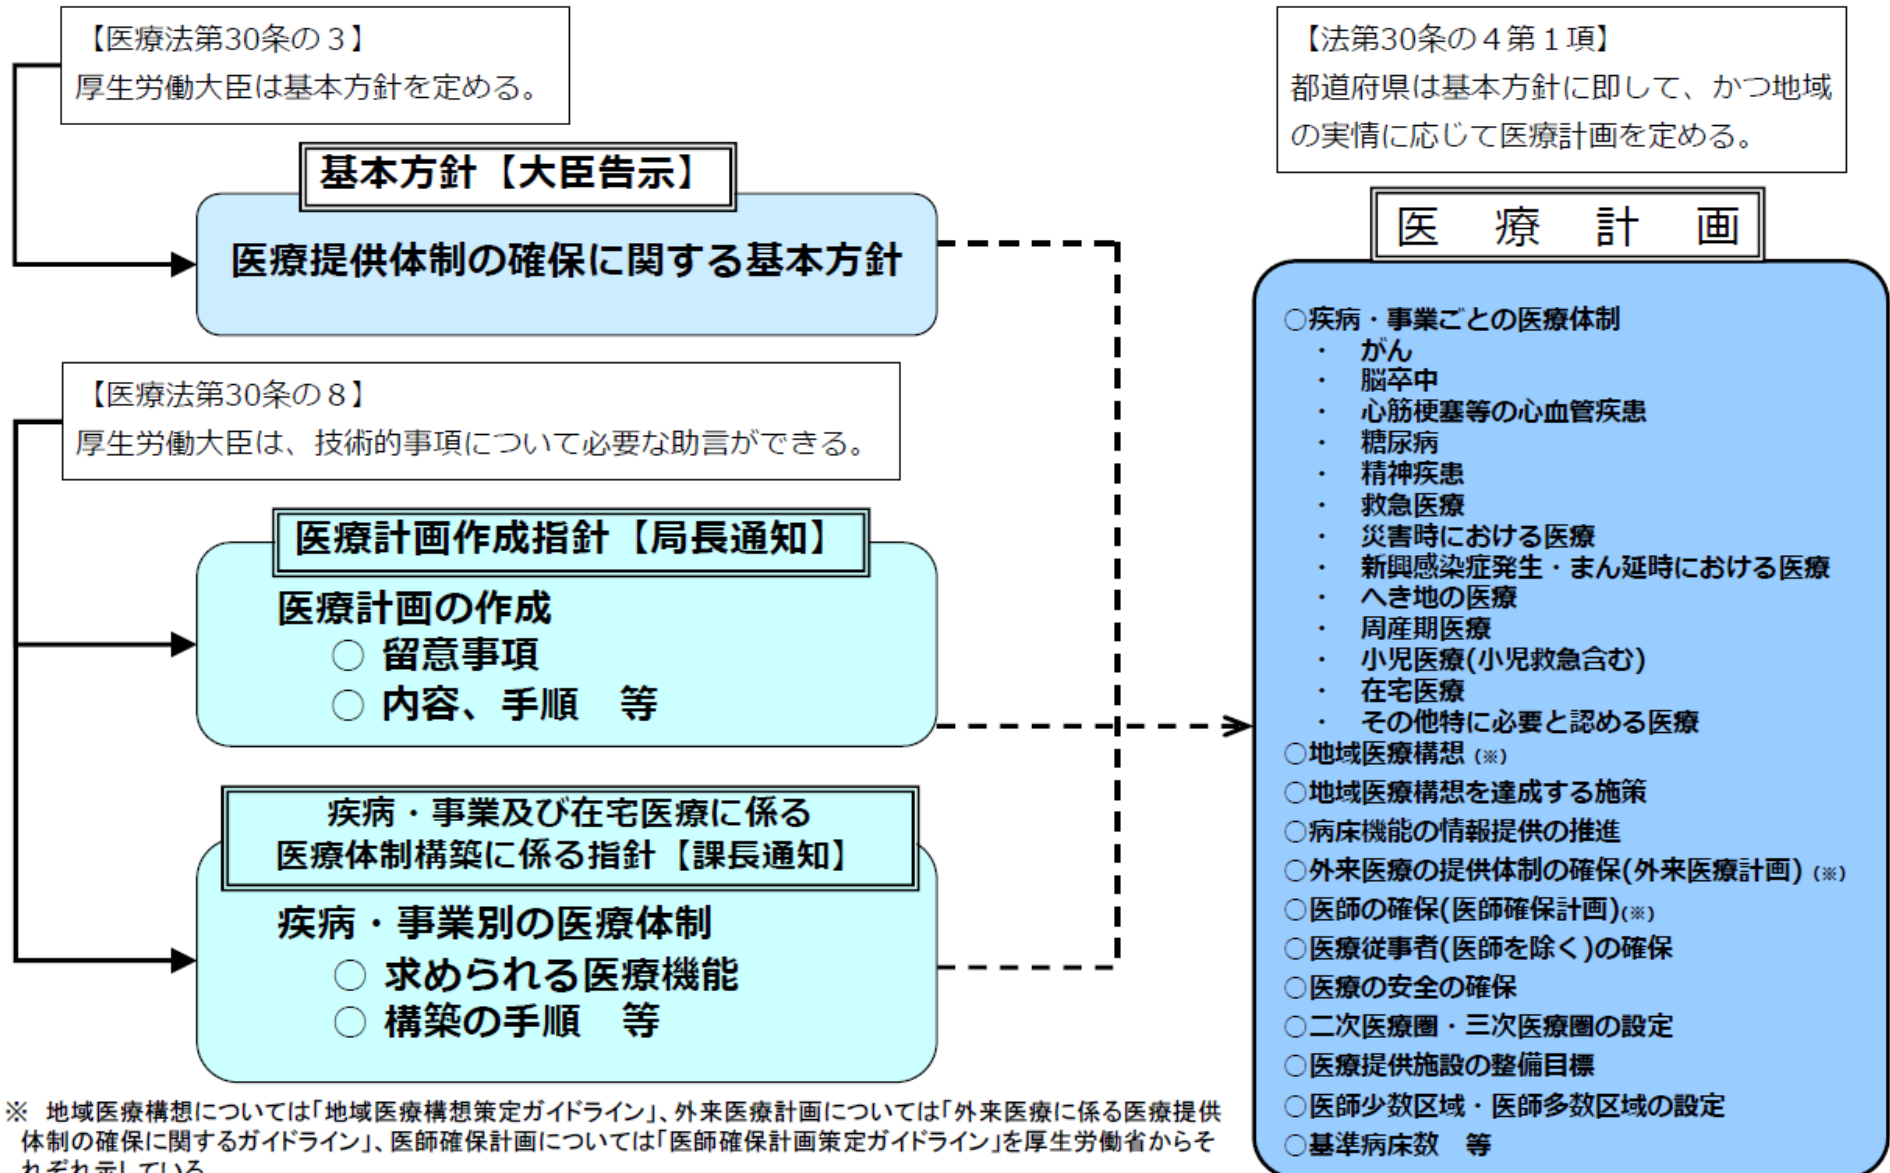 【医療法第30条の３】
厚生労働大臣は基本方針を定める。
基本方針【大臣告示】
医療提供体制の確保に関する基本方針
【医療法第30条の８】
厚生労働大臣は、技術的事項について必要な助言ができる。
医療計画作成指針【局長通知】
医療計画の作成
○ 留意事項
○ 内容、手順　等
疾病・事業及び在宅医療に係る
医療体制構築に係る指針【課長通知】
疾病・事業別の医療体制
○ 求められる医療機能
○ 構築の手順　等
※ 地域医療構想については「地域医療構想策定ガイドライン」、外来医療計画については「外来医療に係る医療提供
体制の確保に関するガイドライン」、医師確保計画については「医師確保計画策定ガイドライン」を厚生労働省からそ
れぞれ示している
【法第30条の４第１項】
都道府県は基本方針に即して、かつ地域
の実情に応じて医療計画を定める。
医　療　計　画
○疾病・事業ごとの医療体制
・ がん
・ 脳卒中
・ 心筋梗塞等の心血管疾患
・ 糖尿病
・ 精神疾患
・ 救急医療
・ 災害時における医療
・ 新興感染症発生・まん延時における医療
・ へき地の医療
・ 周産期医療
・ 小児医療(小児救急含む)
・ 在宅医療
・ その他特に必要と認める医療
○地域医療構想 (※)
○地域医療構想を達成する施策
○病床機能の情報提供の推進
○外来医療の提供体制の確保(外来医療計画) (※)
○医師の確保(医師確保計画)(※)
○医療従事者(医師を除く)の確保
○医療の安全の確保
○二次医療圏・三次医療圏の設定
○医療提供施設の整備目標
○医師少数区域・医師多数区域の設定
○基準病床数　等